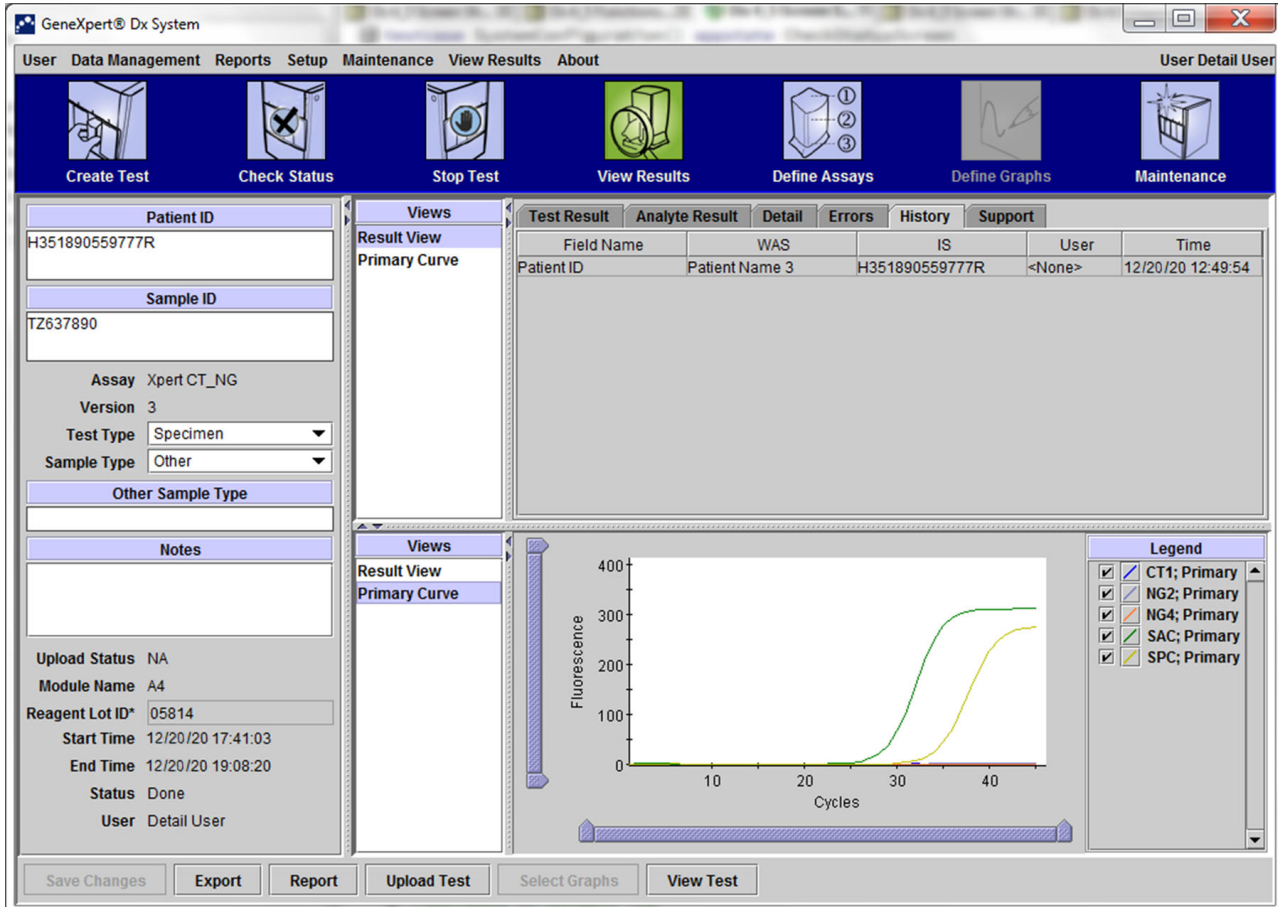 GeneXpert® Dx System
User Data Management Reports Setup Maintenance View Results About User Detail User
① ② ③
Create Test Check Status Stop Test View Results Define Assays Define Graphs Maintenance
Patient ID
H351890559777R
Sample ID
TZ637890
Assay Xpert CT_NG
Version 3
Test Type Specimen
Sample Type Other
Other Sample Type
Notes
Upload Status NA
Module Name A4
Reagent Lot ID* 05814
Start Time 12/20/20 17:41:03
End Time 12/20/20 19:08:20
Status Done
User Detail User
Views
Result View
Primary Curve
Test Result Analyte Result Detail Errors History Support
Field Name WAS IS User Time
Patient ID Patient Name 3 H351890559777R <None> 12/20/20 12:49:54
Views
Result View
Primary Curve
Fluorescence
400
300
200
100
0
10 20 30 40
Cycles
Legend
CT1; Primary
NG2; Primary
NG4; Primary
SAC; Primary
SPC; Primary
Save Changes Export Report Upload Test Select Graphs View Test